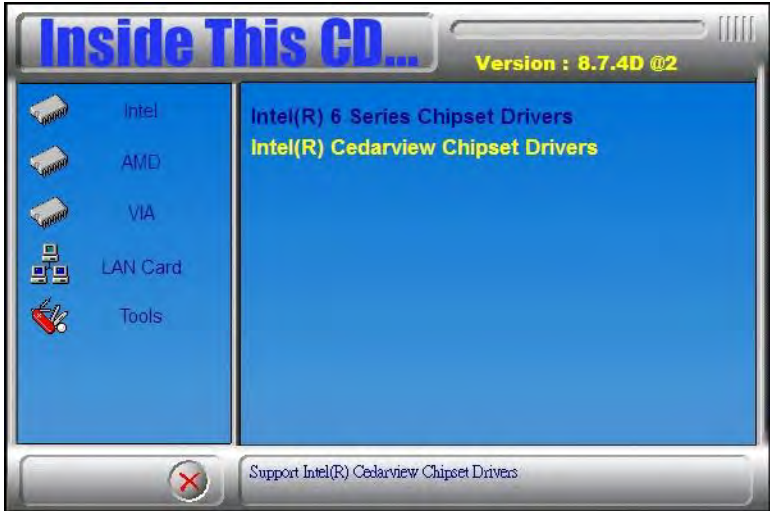 Inside This CD...
Version : 8.7.4D @2
Intel
AMD
VIA
LAN Card
Tools
Intel(R) 6 Series Chipset Drivers
Intel(R) Cedarview Chipset Drivers
Support Intel(R) Cedarview Chipset Drivers